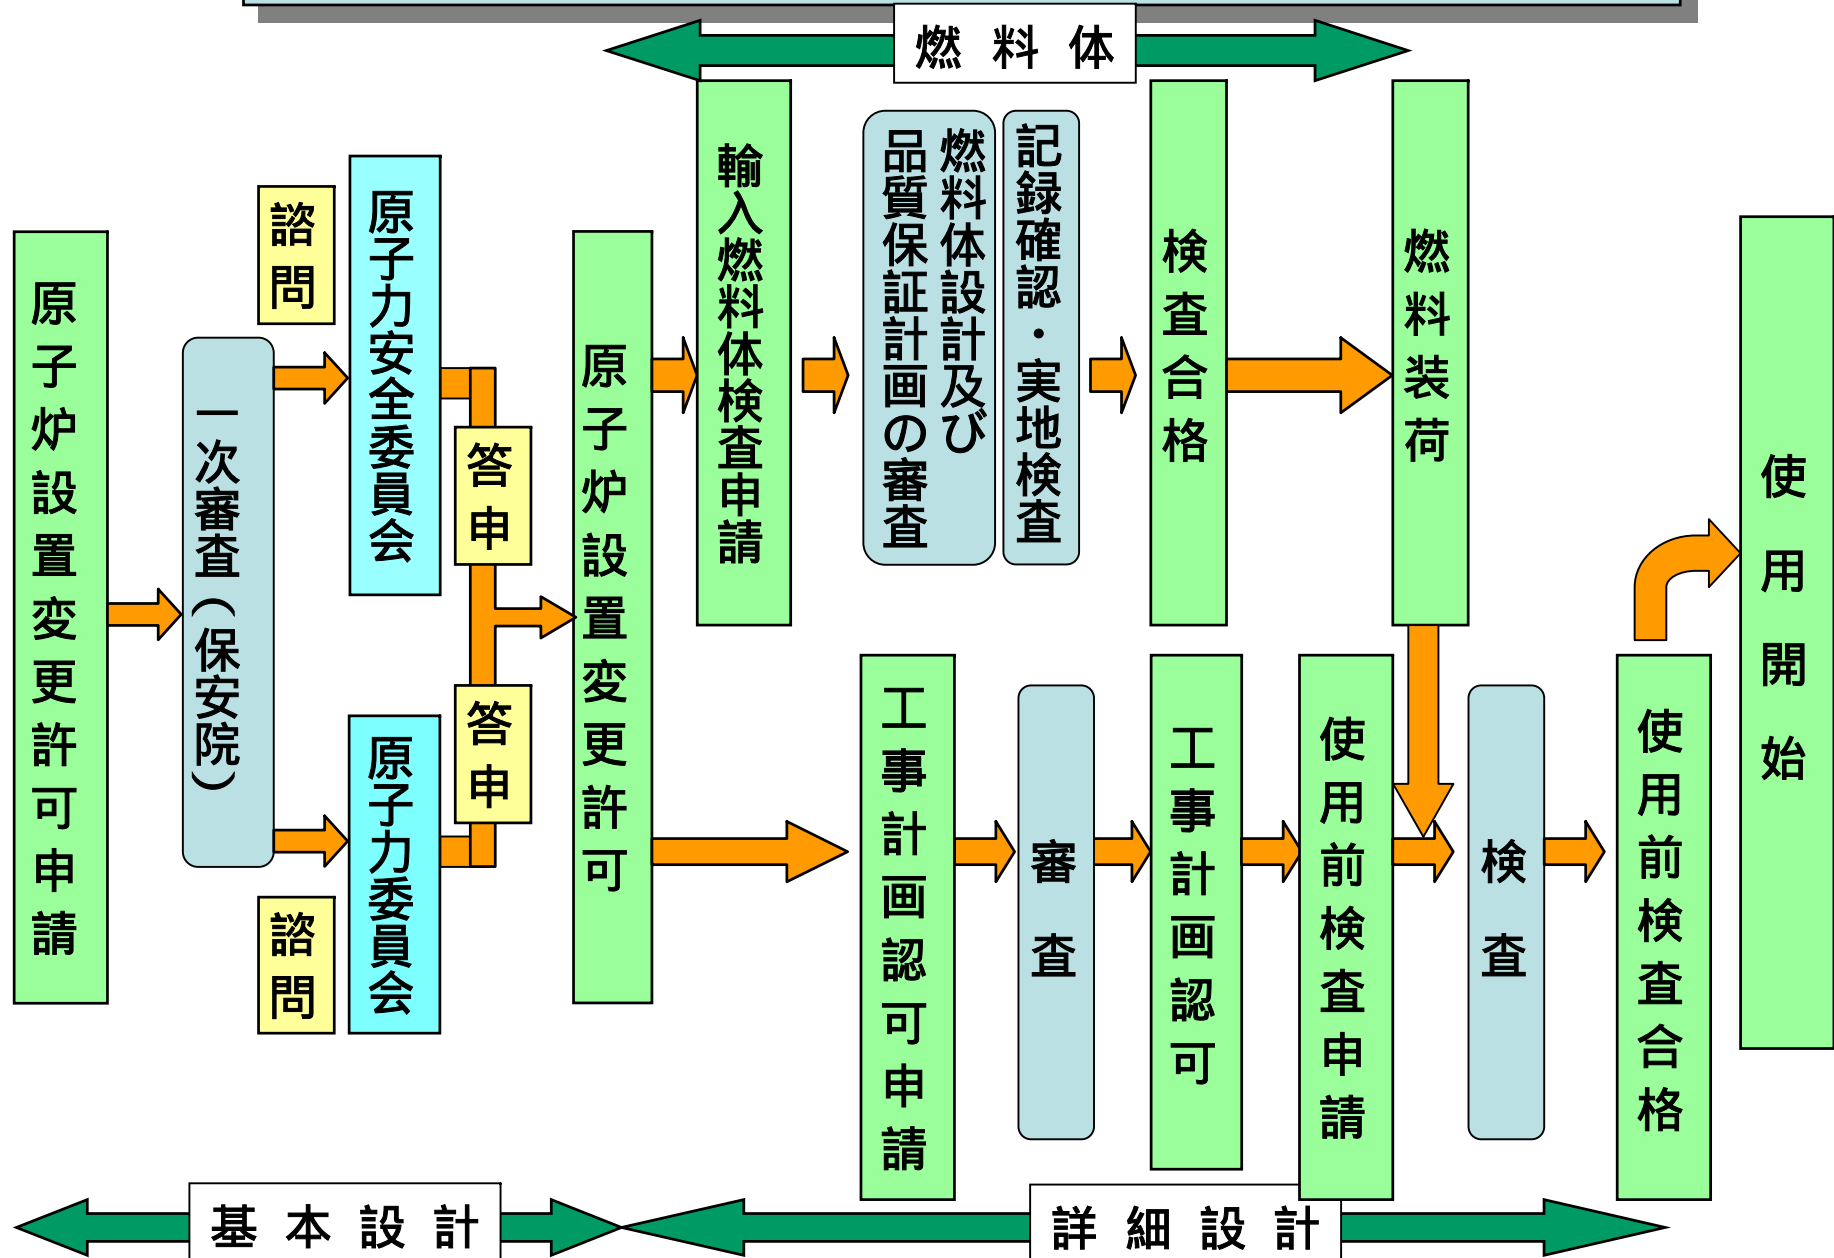 燃料体
原子炉設置変更許可申請
一次審査（保安院）
諮問
原子力安全委員会
答申
諮問
原子力委員会
答申
原子炉設置変更許可
輸入燃料体検査申請
燃料体設計及び
品質保証計画の審査
記録確認・実地検査
検査合格
燃料装荷
工事計画認可申請
審査
工事計画認可
使用前検査申請
検査
使用前検査合格
使用開始
基本設計
詳細設計